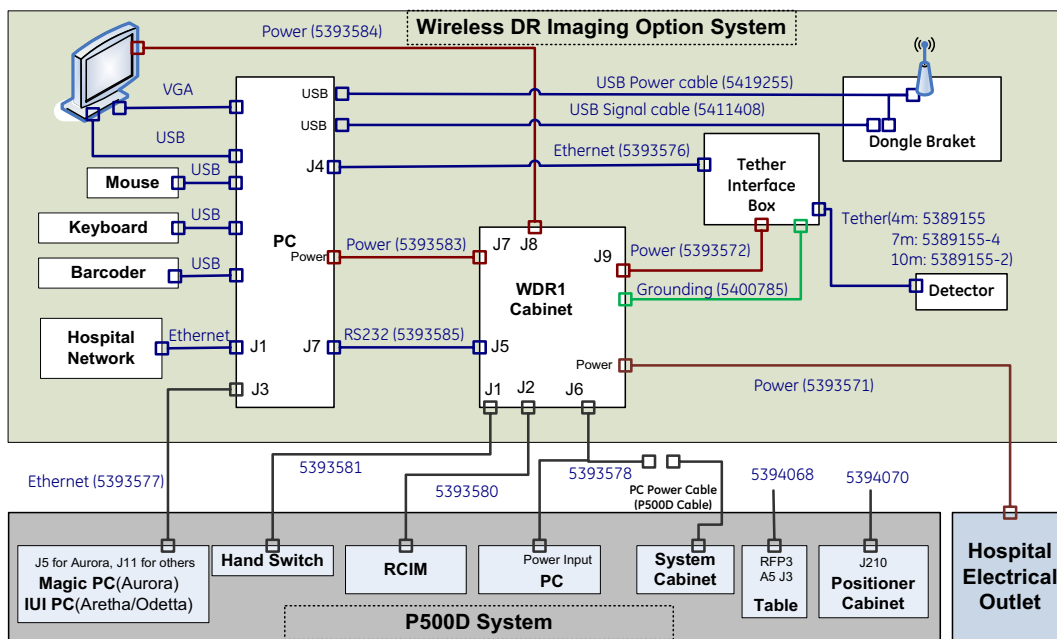 Wireless DR Imaging Option System
Power (5393584)
VGA
USB
USB
Mouse
USB
Keyboard
USB
Barcoder
Hospital
Network
Ethernet
USB
USB
J4
PC
Power
J1
J7
J3
USB Power cable (5419255)
USB Signal cable (5411408)
Dongle Braket
Ethernet (5393576)
Tether
Interface
Box
Tether(4m: 5389155
7m: 5389155-4
10m: 5389155-2)
Detector
Power (5393583)
J7
J8
J9
WDR1
Cabinet
Power (5393572)
Grounding (5400785)
RS232 (5393585)
J5
Power
J1
J2
J6
Power (5393571)
Ethernet (5393577)
5393581
5393580
5393578
PC Power Cable
(P500D Cable)
5394068
5394070
J5 for Aurora, J11 for others
Magic PC(Aurora)
IUI PC(Aretha/Odetta)
Hand Switch
RCIM
Power Input
PC
System
Cabinet
RFP3
A5 J3
Table
J210
Positioner
Cabinet
Hospital
Electrical
Outlet
P500D System